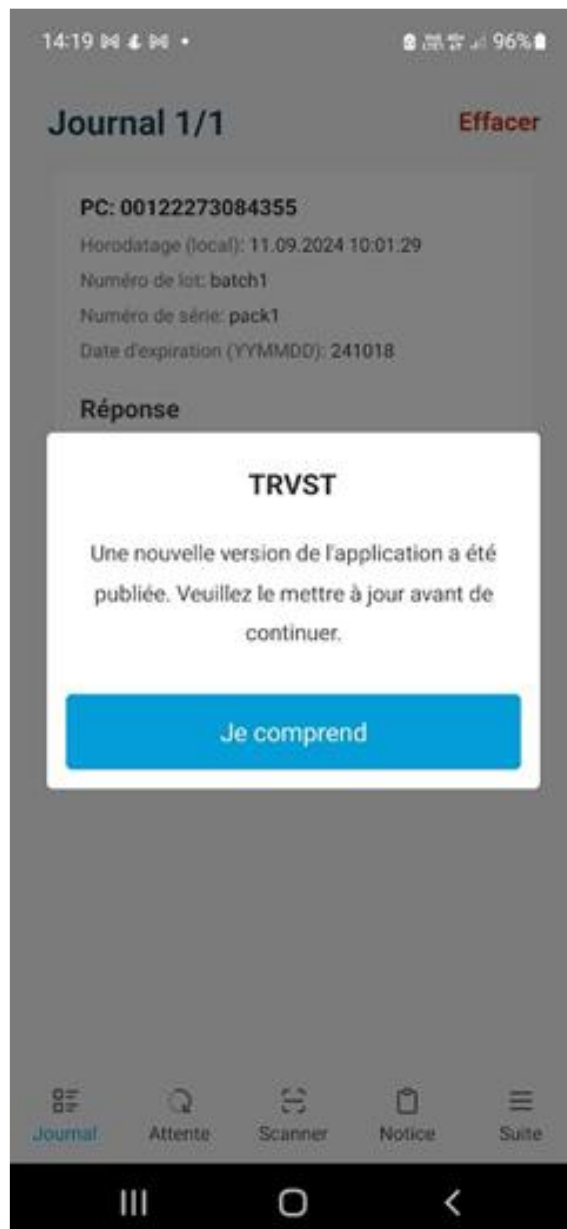 14:19
96%
Journal 1/1
Effacer
PC: 00122273084355
Horodatage (local): 11.09.2024 10:01:29
Numéro de lot: batch1
Numéro de série: pack1
Date d'expiration (YYMMDD): 241018
Réponse
TRVST
Une nouvelle version de l'application a été
publiée. Veuillez le mettre à jour avant de
continuer.
Je comprend
Journal
Attente
Scanner
Notice
Suite